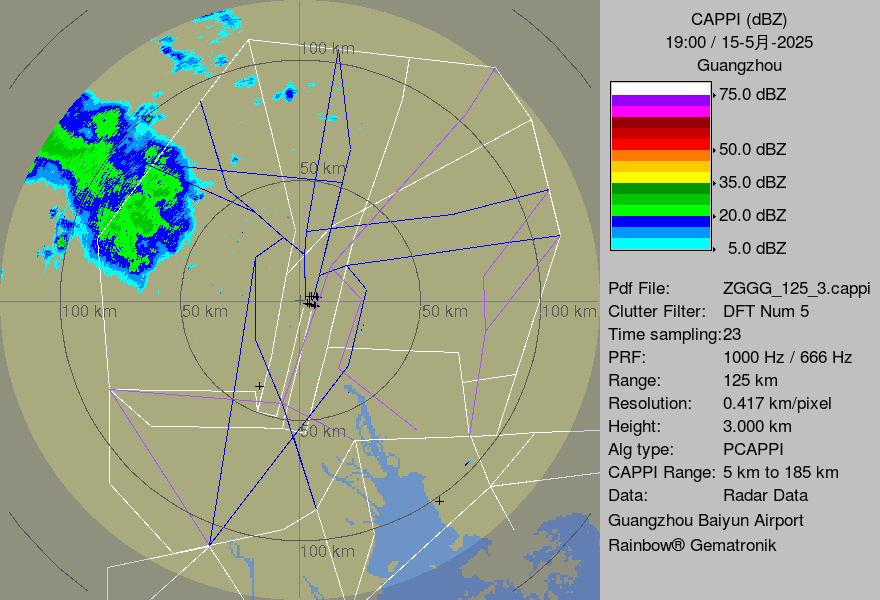 CAPPI (dBZ)
19:00 / 15-5月-2025
Guangzhou
75.0 dBZ
50.0 dBZ
35.0 dBZ
20.0 dBZ
5.0 dBZ
Pdf File: ZGGG_125_3.cappi
Clutter Filter: DFT Num 5
Time sampling:23
PRF: 1000 Hz / 666 Hz
Range: 125 km
Resolution: 0.417 km/pixel
Height: 3.000 km
Alg type: PCAPPI
CAPPI Range: 5 km to 185 km
Data: Radar Data
Guangzhou Baiyun Airport
Rainbow® Gematronik
100 km
50 km
100 km
50 km
50 km
100 km
50 km
100 km